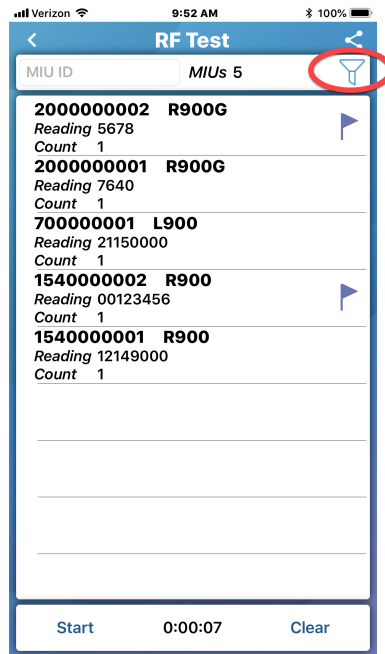 Verizon 9:52 AM 100%
RF Test
MIU ID MIUs 5
2000000002 R900G
Reading 5678
Count 1
2000000001 R900G
Reading 7640
Count 1
700000001 L900
Reading 21150000
Count 1
1540000002 R900
Reading 00123456
Count 1
1540000001 R900
Reading 12149000
Count 1
Start 0:00:07 Clear